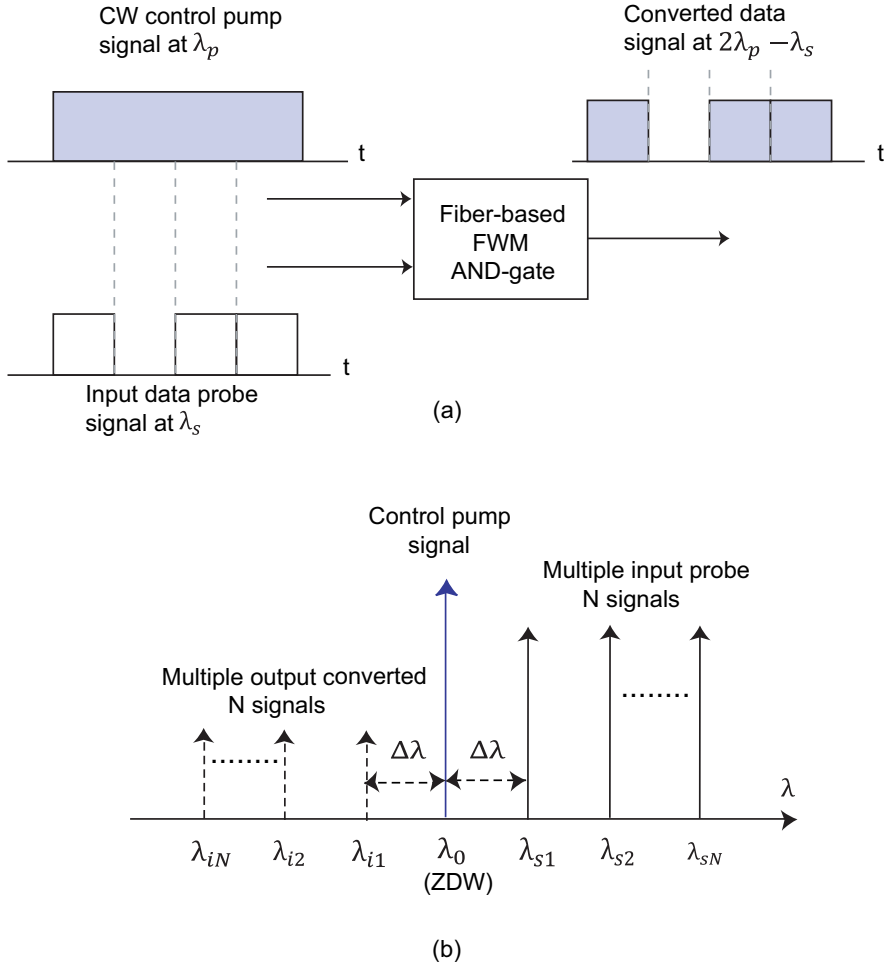 CW control pump
signal at λp
t
Converted data
signal at 2λp −λs
t
Fiber-based
FWM
AND-gate
t
Input data probe
signal at λs
(a)
Control pump
signal
Multiple input probe
N signals
Multiple output converted
N signals
........
........
Δλ Δλ
λ
λiN λi2 λi1 λ0 λs1 λs2 λsN
(ZDW)
(b)